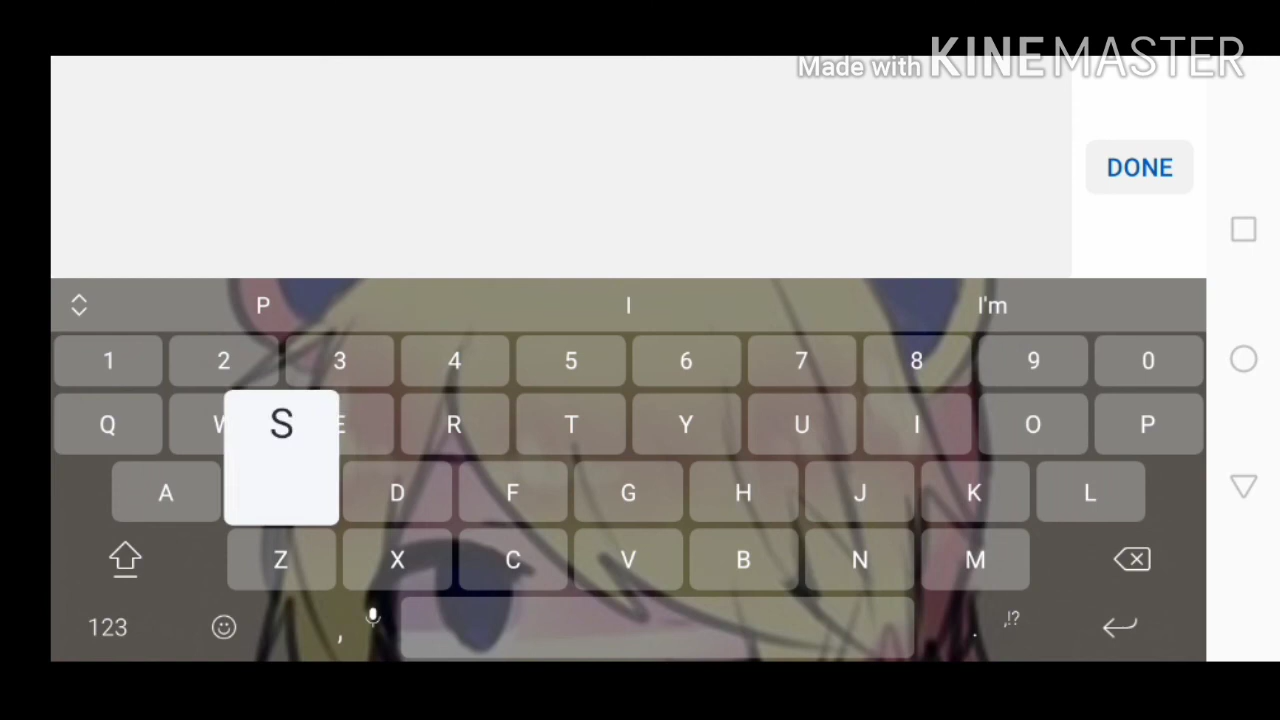 Made with KINEMASTER
DONE
P I I'm
1 2 3 4 5 6 7 8 9 0
Q W E R T Y U I O P
A S D F G H J K L
Z X C V B N M
123 , . ,!?